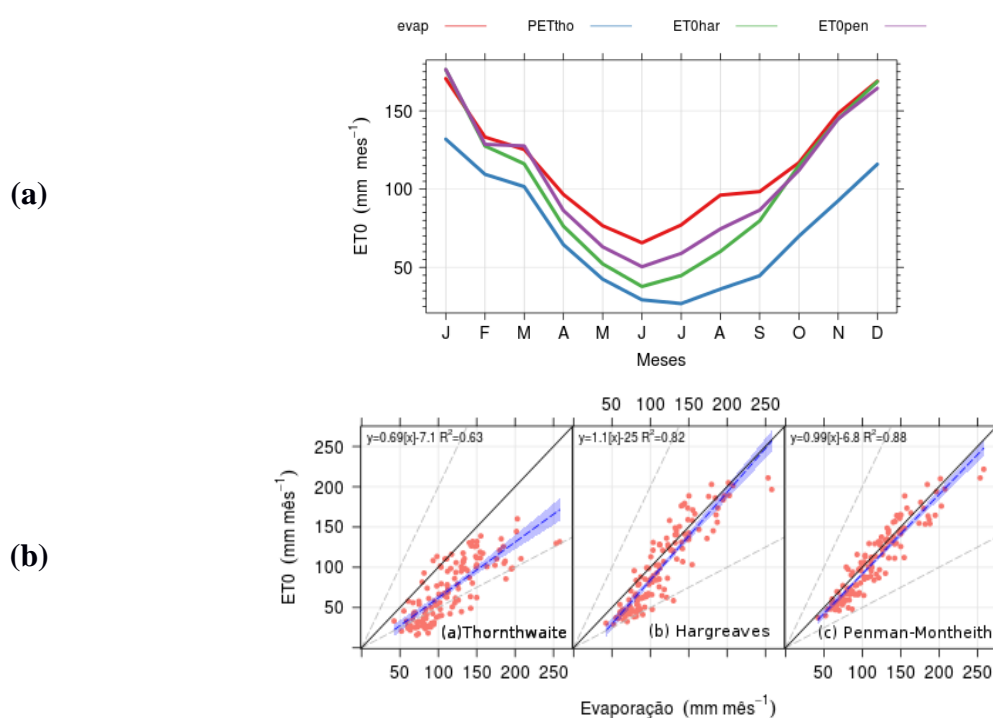 evap PETtho ET0har ET0pen
(a)
ET0 (mm mes⁻¹)
150
100
50
J F M A M J J A S O N D
Meses
(b)
50 100 150 200 250
y=0.69[x]-7.1 R²=0.63
y=1.1[x]-25 R²=0.82
y=0.99[x]-6.8 R²=0.88
ET0 (mm mês⁻¹)
250
200
150
100
50
(a)Thornthwaite
(b) Hargreaves
(c) Penman-Montheith
50 100 150 200 250 50 100 150 200 250
Evaporação (mm mês⁻¹)